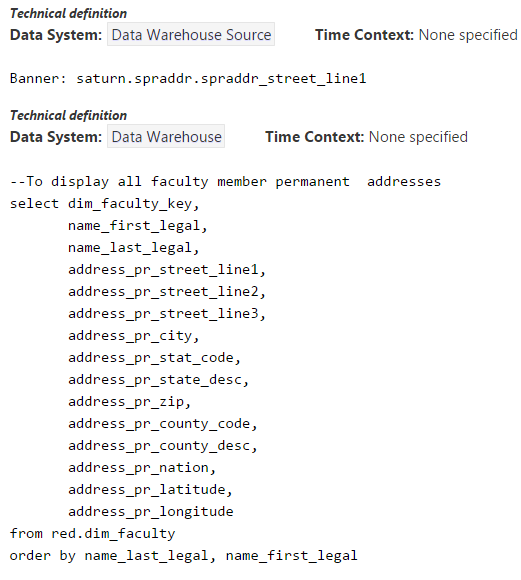 Technical definition
Data System: Data Warehouse Source Time Context: None specified
Banner: saturn.spraddr.spraddr_street_line1
Technical definition
Data System: Data Warehouse Time Context: None specified
--To display all faculty member permanent  addresses
select dim_faculty_key,
       name_first_legal,
       name_last_legal,
       address_pr_street_line1,
       address_pr_street_line2,
       address_pr_street_line3,
       address_pr_city,
       address_pr_stat_code,
       address_pr_state_desc,
       address_pr_zip,
       address_pr_county_code,
       address_pr_county_desc,
       address_pr_nation,
       address_pr_latitude,
       address_pr_longitude
from red.dim_faculty
order by name_last_legal, name_first_legal